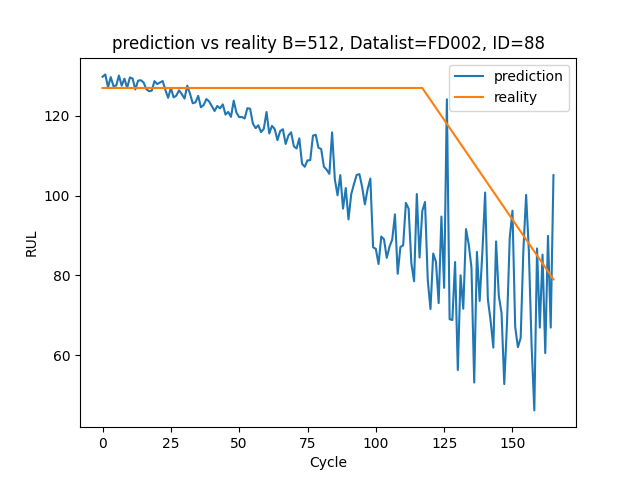 prediction vs reality B=512, Datalist=FD002, ID=88
prediction
reality
RUL
120
100
80
60
0
25
50
75
100
125
150
Cycle